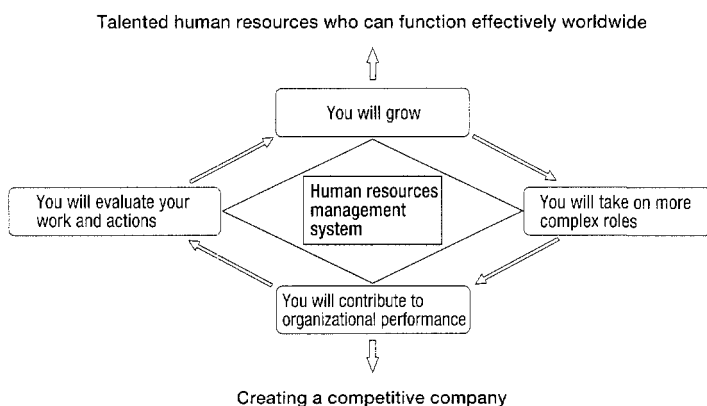 Talented human resources who can function effectively worldwide
You will grow
You will evaluate your
work and actions
Human resources
management
system
You will take on more
complex roles
You will contribute to
organizational performance
Creating a competitive company